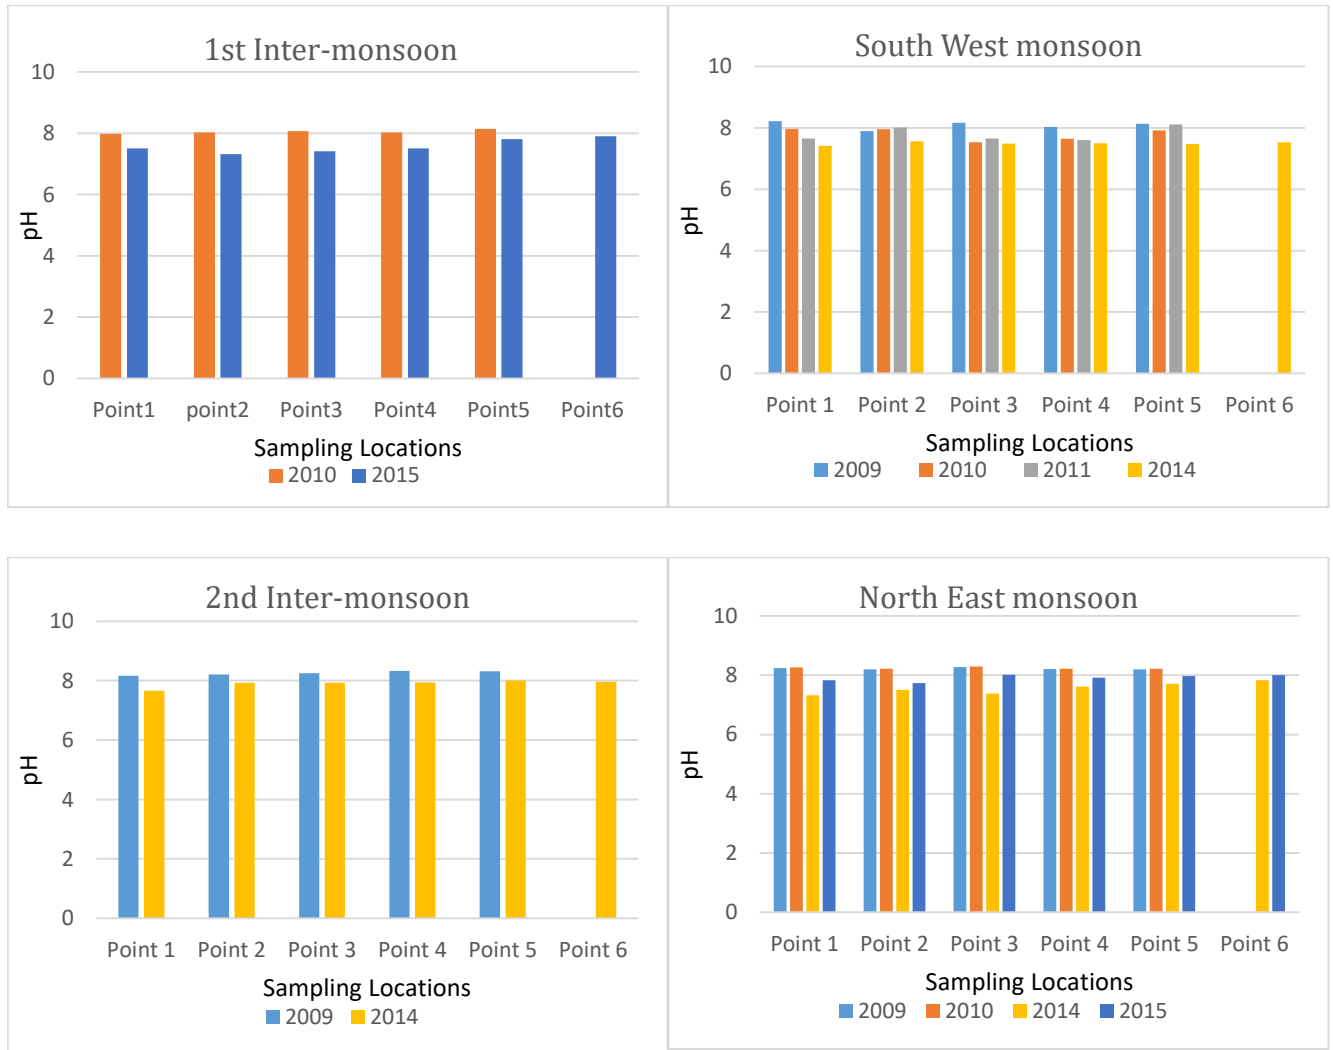 1st Inter-monsoon
10
8
6
4
2
0
pH
Point1 point2 Point3 Point4 Point5 Point6
Sampling Locations
2010 2015
South West monsoon
10
8
6
4
2
0
pH
Point 1 Point 2 Point 3 Point 4 Point 5 Point 6
Sampling Locations
2009 2010 2011 2014
2nd Inter-monsoon
10
8
6
4
2
0
pH
Point 1 Point 2 Point 3 Point 4 Point 5 Point 6
Sampling Locations
2009 2014
North East monsoon
10
8
6
4
2
0
pH
Point 1 Point 2 Point 3 Point 4 Point 5 Point 6
Sampling Locations
2009 2010 2014 2015